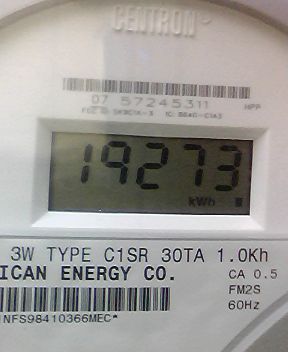 CENTRON
07 57245311
HPP
19273
kWh
3W TYPE C1SR 30TA 1.0Kh
ICAN ENERGY CO.
CA 0.5
FM2S
60Hz
NFS98410366MEC*